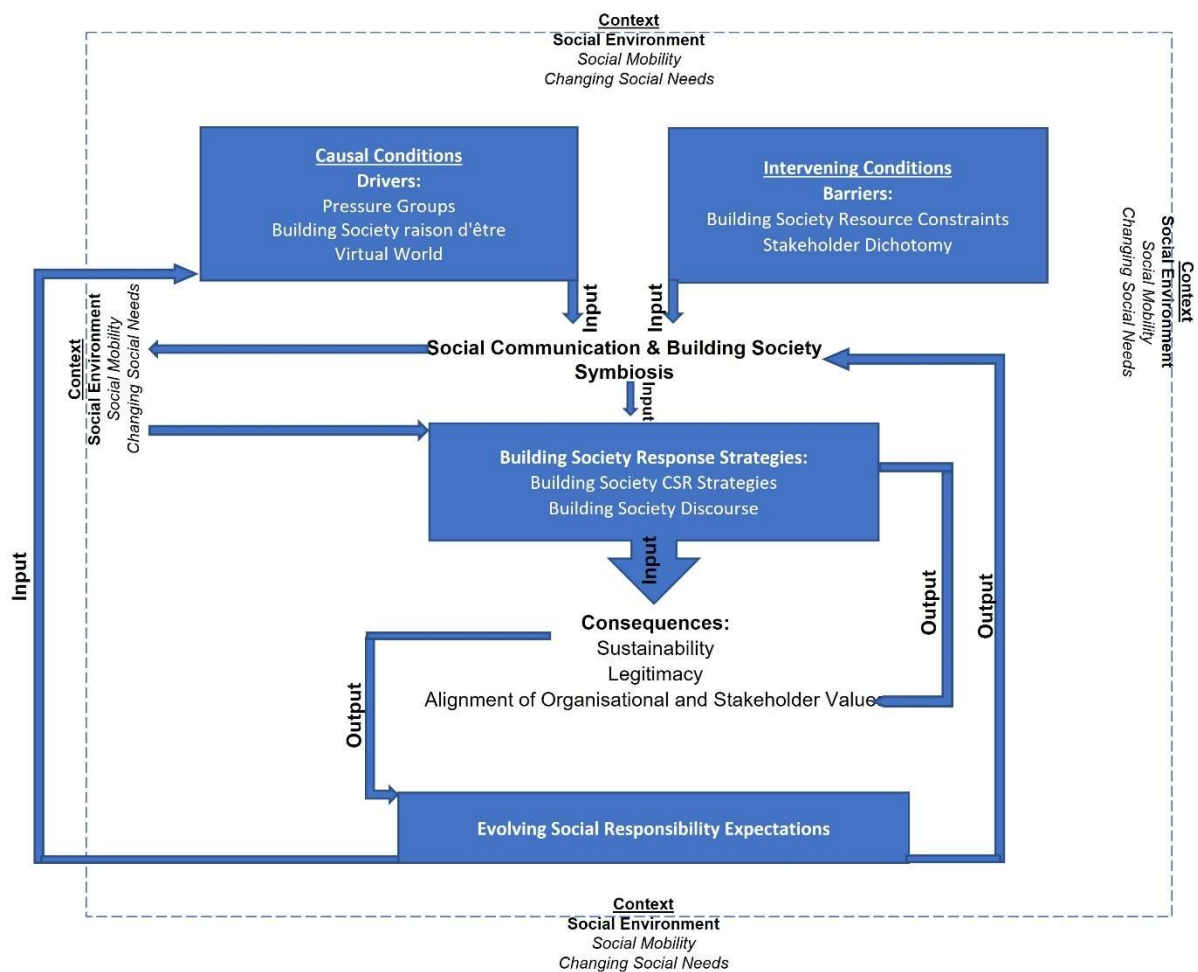 Context
Social Environment
Social Mobility
Changing Social Needs
Causal Conditions
Drivers:
Pressure Groups
Building Society raison d'être
Virtual World
Intervening Conditions
Barriers:
Building Society Resource Constraints
Stakeholder Dichotomy
Context
Social Environment
Social Mobility
Changing Social Needs
Input
Input
Context
Social Environment
Social Mobility
Changing Social Needs
Social Communication & Building Society
Symbiosis
Input
Building Society Response Strategies:
Building Society CSR Strategies
Building Society Discourse
Input
Input
Output
Output
Consequences:
Sustainability
Legitimacy
Alignment of Organisational and Stakeholder Values
Output
Evolving Social Responsibility Expectations
Context
Social Environment
Social Mobility
Changing Social Needs